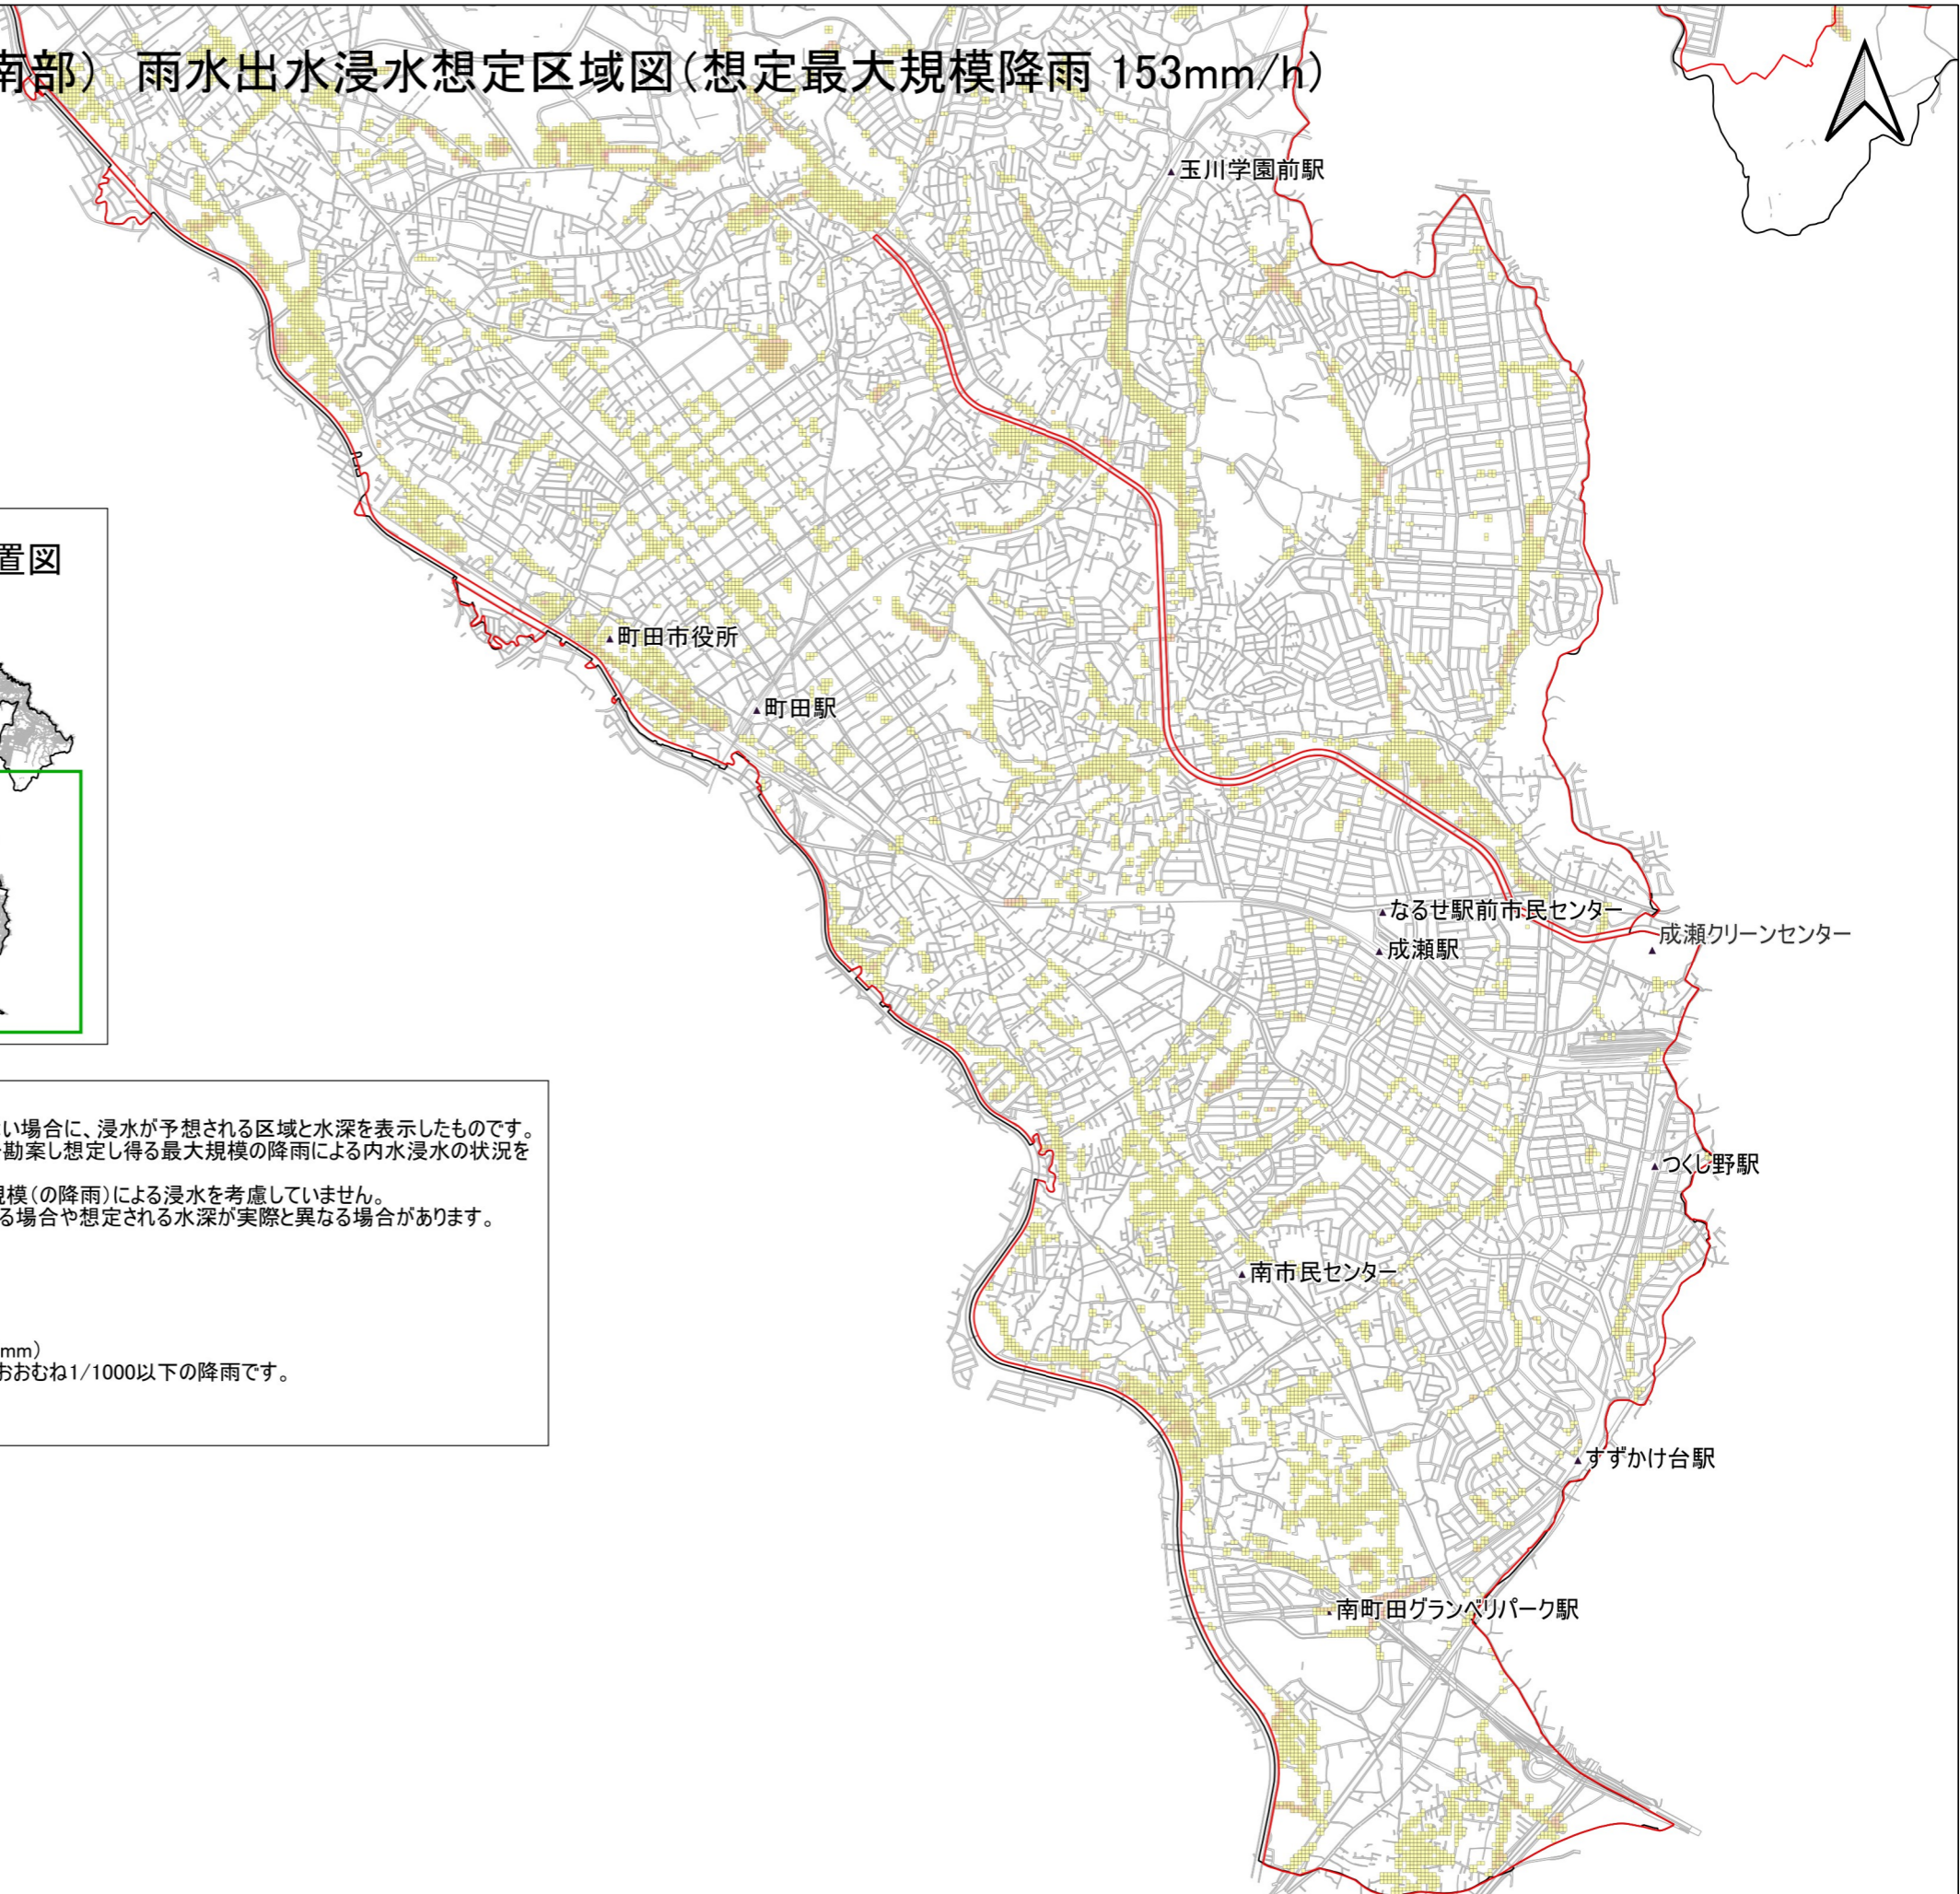 南部） 雨水出水浸水想定区域図（想定最大規模降雨 153mm/h）
玉川学園前駅
置図
町田市役所
町田駅
なるせ駅前市民センター
成瀬クリーンセンター
成瀬駅
い場合に、浸水が予想される区域と水深を表示したものです。
勘案し想定し得る最大規模の降雨による内水浸水の状況を
規模（の降雨）による浸水を考慮していません。
る場合や想定される水深が実際と異なる場合があります。
つくし野駅
南市民センター
mm）
おおむね1/1000以下の降雨です。
すずかけ台駅
南町田グランベリーパーク駅